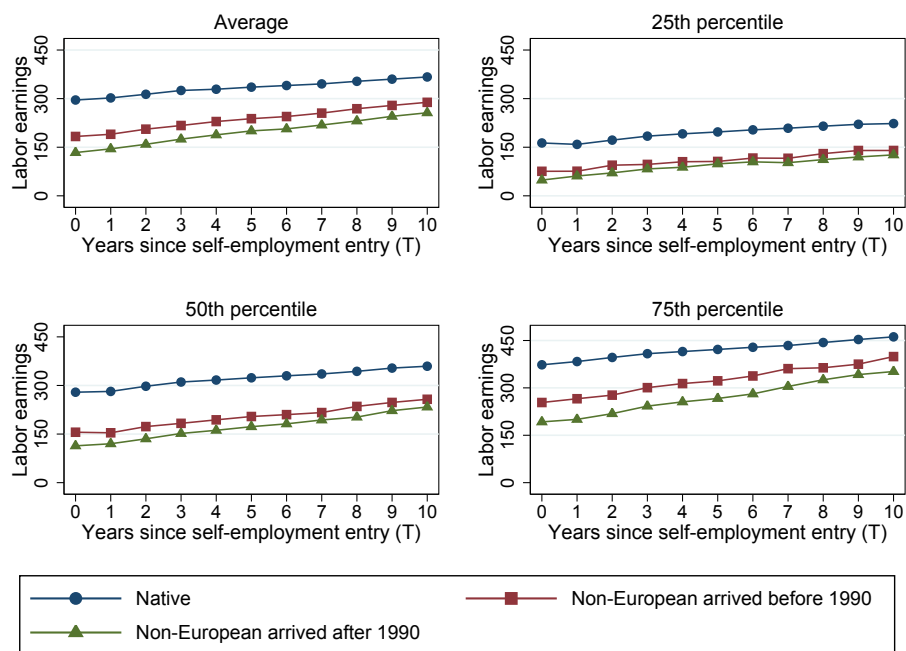 Average
25th percentile
Labor earnings
450
300
150
0
0 1 2 3 4 5 6 7 8 9 10
Years since self-employment entry (T)
Labor earnings
450
300
150
0
0 1 2 3 4 5 6 7 8 9 10
Years since self-employment entry (T)
50th percentile
75th percentile
Labor earnings
450
300
150
0
0 1 2 3 4 5 6 7 8 9 10
Years since self-employment entry (T)
Labor earnings
450
300
150
0
0 1 2 3 4 5 6 7 8 9 10
Years since self-employment entry (T)
Native
Non-European arrived before 1990
Non-European arrived after 1990